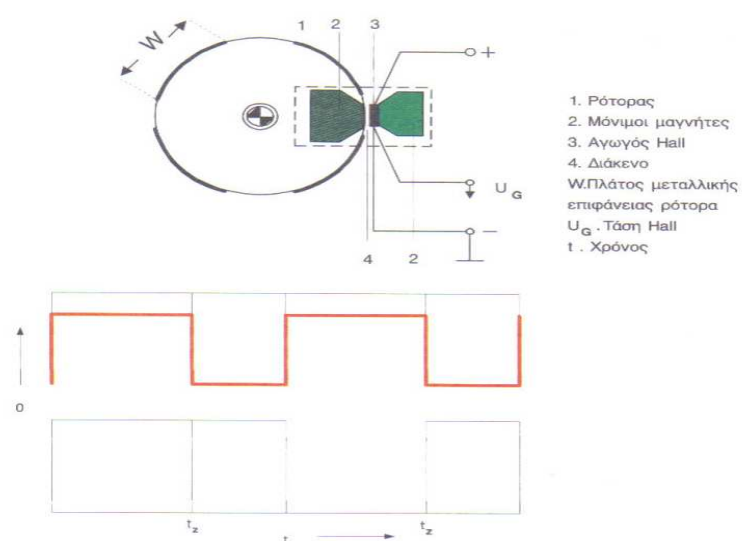 W
1
2
3
+
U G
−
4
2
1. Ρότορας
2. Μόνιμοι μαγνήτες
3. Αγωγός Hall
4. Διάκενο
W.Πλάτος μεταλλικής
επιφάνειας ρότορα
U G . Τάση Hall
t . Χρόνος
0
t z
t z